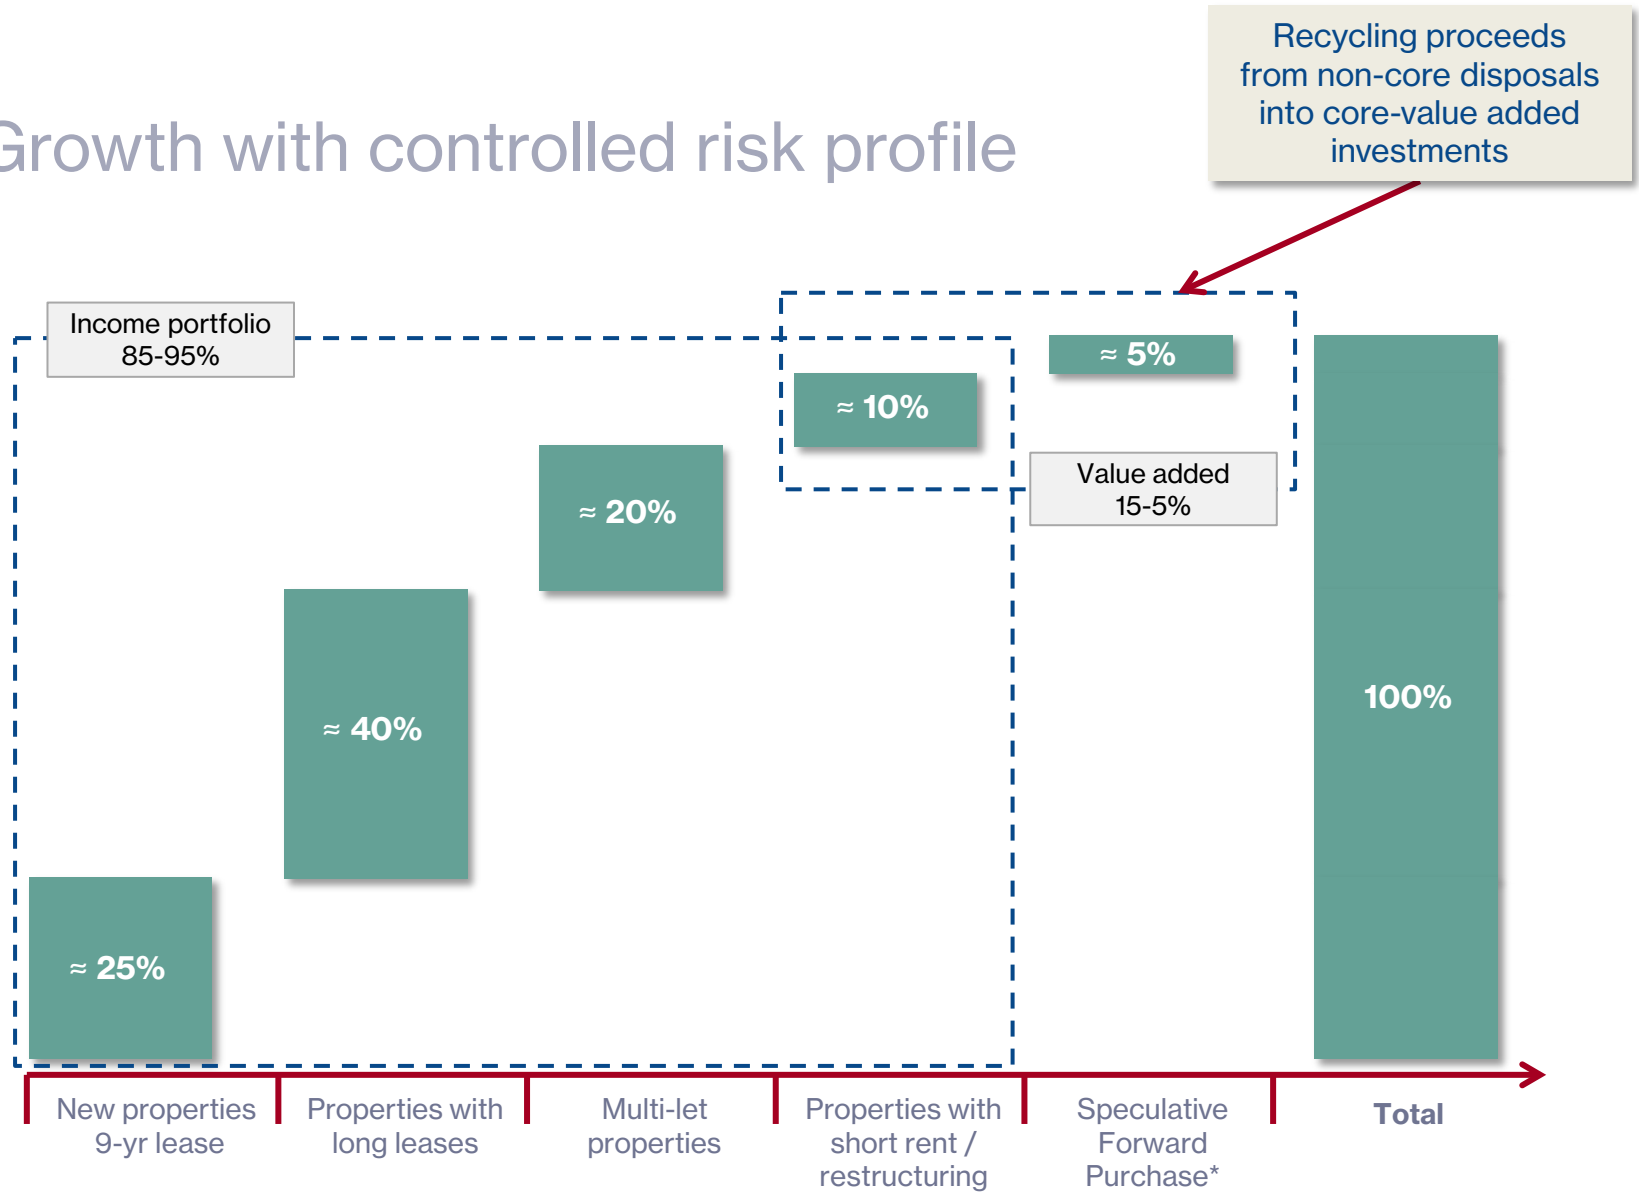 Recycling proceeds
from non-core disposals
into core-value added
investments
Growth with controlled risk profile
Income portfolio
85-95%
≈ 5%
≈ 10%
Value added
15-5%
≈ 20%
≈ 40%
100%
≈ 25%
New properties
9-yr lease
Properties with
long leases
Multi-let
properties
Properties with
short rent /
restructuring
Speculative
Forward
Purchase*
Total